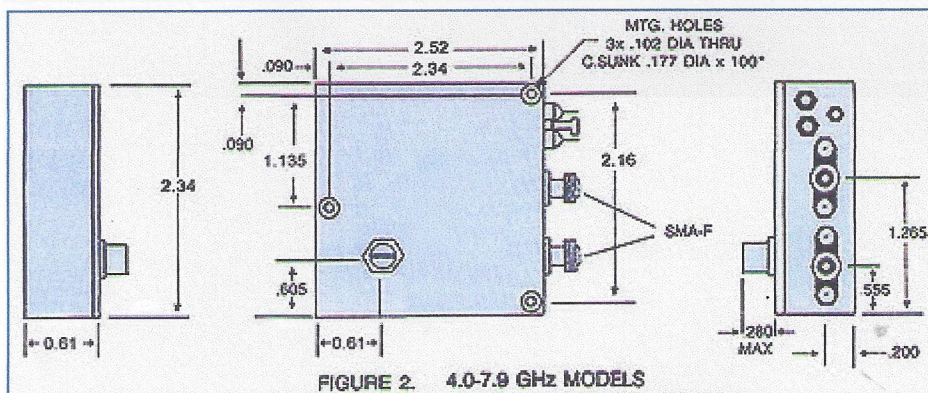 MTG. HOLES
3x .102 DIA THRU
C.SUNK .177 DIA x 100°
2.52
.090
2.34
.090
1.135
2.34
2.16
SMA-F
1.265
.605
.555
0.61
0.61
.280
MAX
.200
FIGURE 2. 4.0-7.9 GHz MODELS